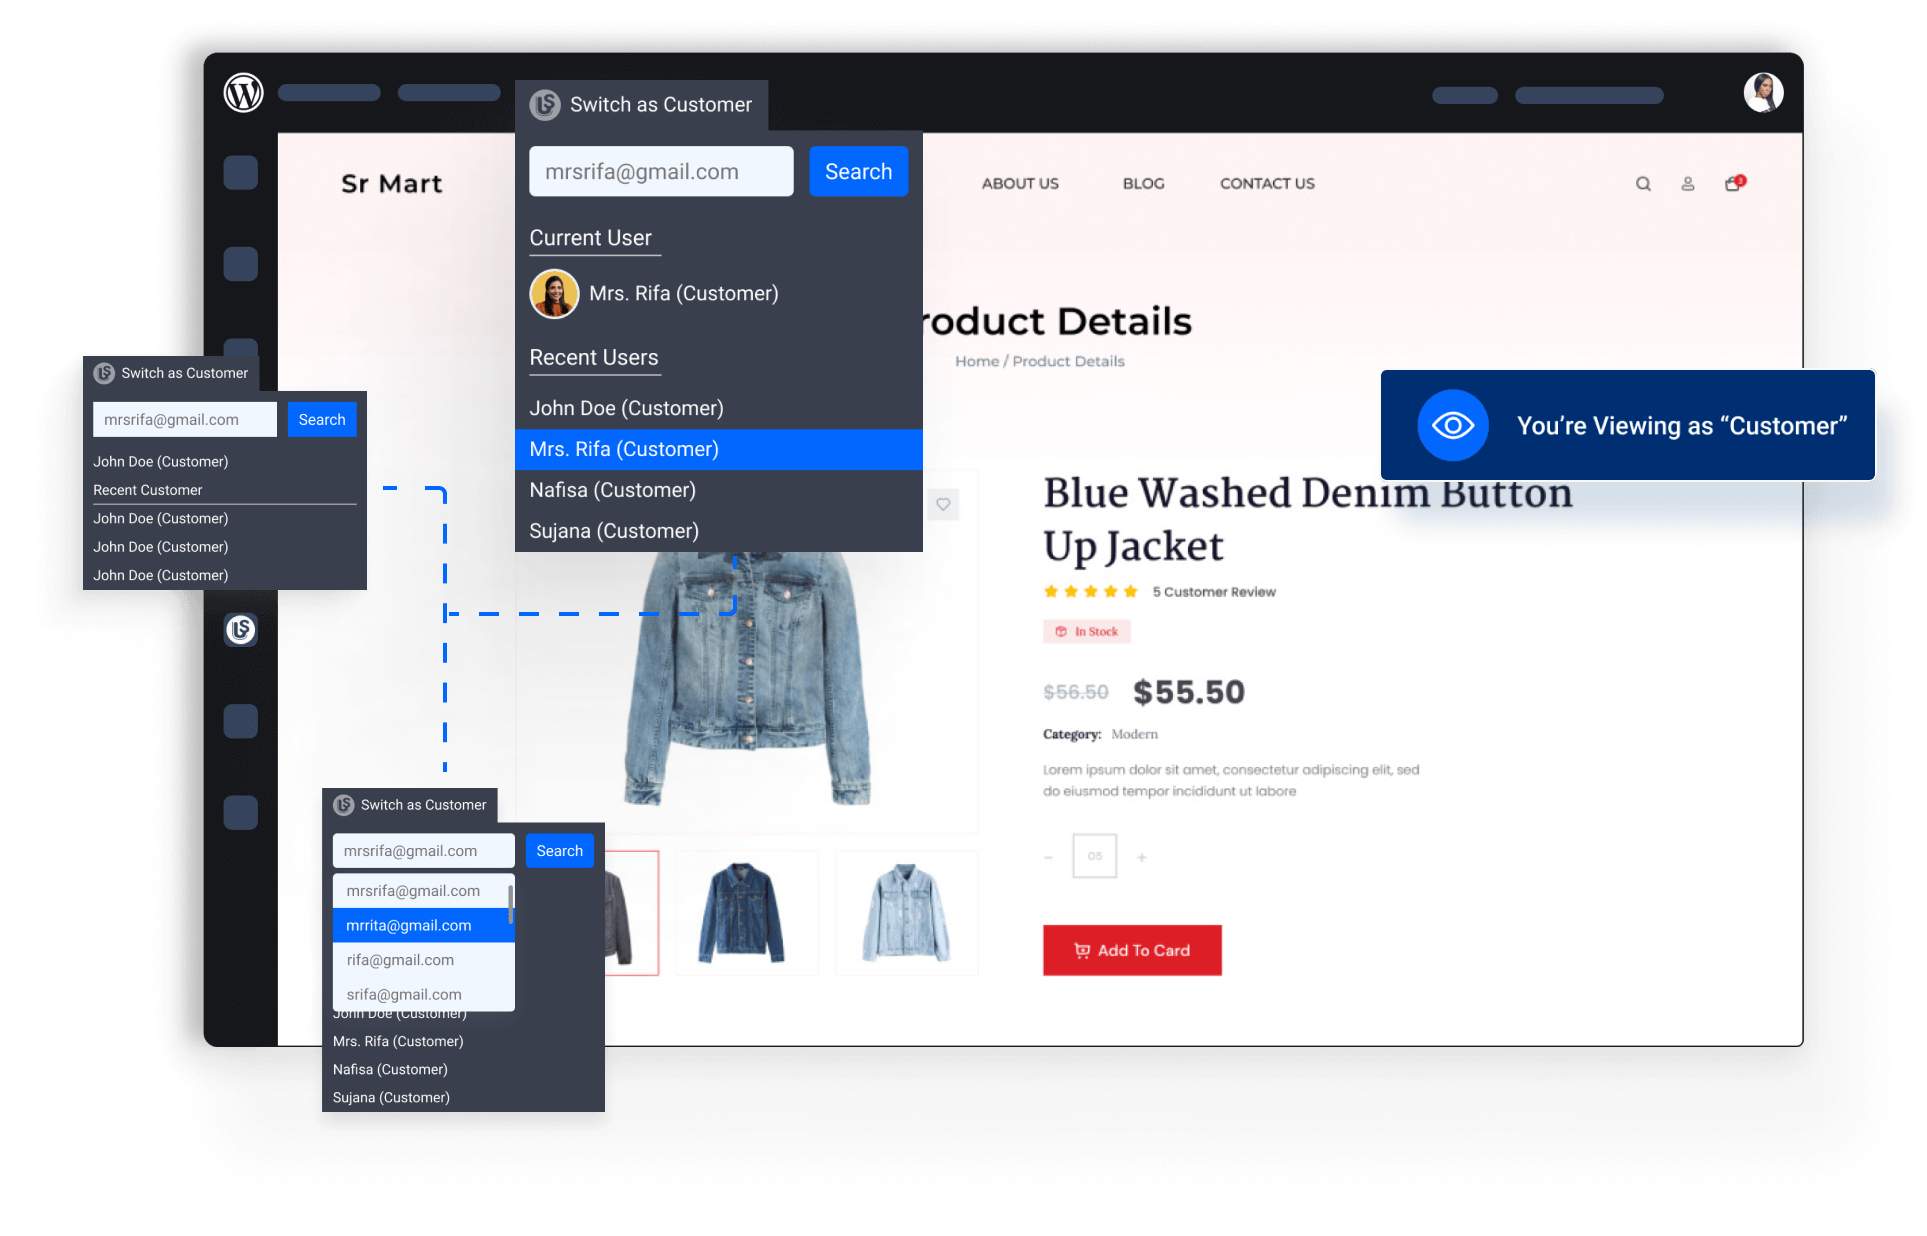 Switch as Customer
mrsrifa@gmail.com
Search
Current User
Mrs. Rifa (Customer)
Recent Users
John Doe (Customer)
Mrs. Rifa (Customer)
Nafisa (Customer)
Sujana (Customer)
Sr Mart
ABOUT US
BLOG
CONTACT US
3
roduct Details
Home / Product Details
You're Viewing as “Customer”
Switch as Customer
mrsrifa@gmail.com
Search
John Doe (Customer)
Recent Customer
John Doe (Customer)
John Doe (Customer)
John Doe (Customer)
Blue Washed Denim Button
Up Jacket
5 Customer Review
In Stock
$56.50 $55.50
Category: Modern
Lorem ipsum dolor sit amet, consectetur adipiscing elit, sed
do eiusmod tempor incididunt ut labore
- 05 +
Add To Card
Switch as Customer
mrsrifa@gmail.com
Search
mrsrifa@gmail.com
mrrita@gmail.com
rifa@gmail.com
srifa@gmail.com
John Doe (Customer)
Mrs. Rifa (Customer)
Nafisa (Customer)
Sujana (Customer)